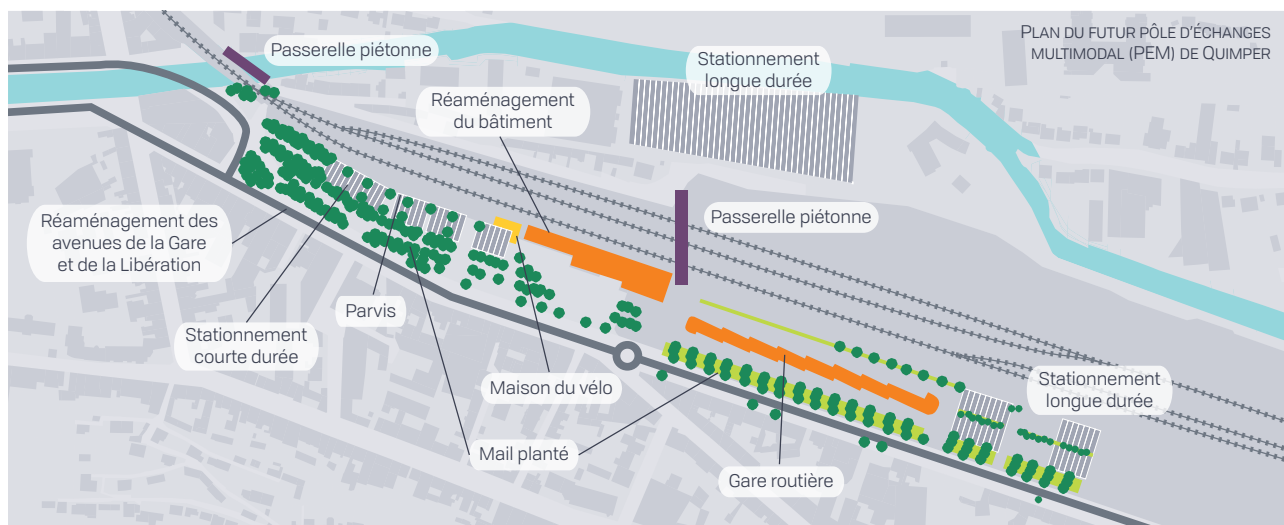 PLAN DU FUTUR PÔLE D'ÉCHANGES
MULTIMODAL (PEM) DE QUIMPER
Passerelle piétonne
Stationnement
longue durée
Réaménagement
du bâtiment
Passerelle piétonne
Réaménagement des
avenues de la Gare
et de la Libération
Parvis
Stationnement
courte durée
Maison du vélo
Stationnement
longue durée
Mail planté
Gare routière